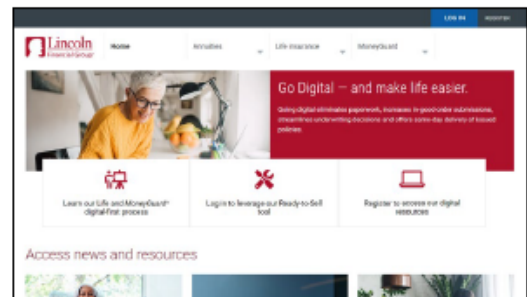 LOG IN REGISTER
Lincoln
Financial Group®
Home Annuities Life Insurance MoneyGuard
Go Digital — and make life easier.
Going digital eliminates paperwork, increases in-good-order submissions,
streamlines underwriting decisions and offers same-day delivery of issued
policies.
Learn our Life and MoneyGuard®
digital-first process
Log in to leverage our Ready-to-Sell
tool
Register to access our digital
resources
Access news and resources